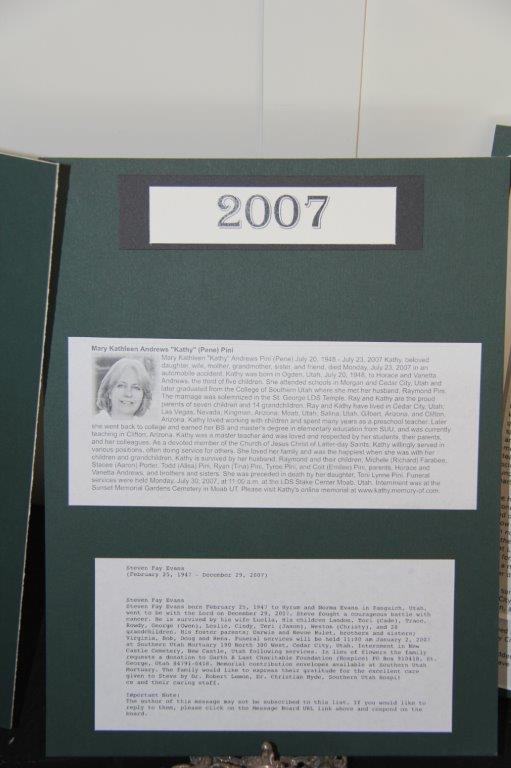 2007
Mary Kathleen Andrews "Kathy" (Pene) Pini
Mary Kathleen "Kathy" Andrews Pini (Pene) July 20, 1948 - July 23, 2007 Kathy, beloved
daughter, wife, mother, grandmother, sister, and friend, died Monday, July 23, 2007 in an
automobile accident. Kathy was born in Ogden, Utah, July 20, 1948, to Horace and Vanetta
Andrews, the third of five children. She attended schools in Morgan and Cedar City, Utah and
later graduated from the College of Southern Utah where she met her husband, Raymond Pini.
The marriage was solemnized in the St. George LDS Temple. Ray and Kathy are the proud
parents of seven children and 14 grandchildren. Ray and Kathy have lived in Cedar City, Utah;
Las Vegas, Nevada; Kingman, Arizona; Moab, Utah; Salina, Utah; Gilbert, Arizona; and Clifton,
Arizona. Kathy loved working with children and spent many years as a preschool teacher. Later
she went back to college and earned her BS and master's degree in elementary education from SUU, and was currently
teaching in Clifton, Arizona. Kathy was a master teacher and was loved and respected by her students, their parents,
and her colleagues. As a devoted member of the Church of Jesus Christ of Latter-day Saints, Kathy willingly served in
various positions, often doing service for others. She loved her family and was the happiest when she was with her
children and grandchildren. Kathy is survived by her husband, Raymond and their children, Michele (Richard) Farabee,
Stacee (Aaron) Porter, Todd (Alisa) Pini, Ryan (Tina) Pini, Tyree Pini, and Colt (Emilee) Pini, parents, Horace and
Vanetta Andrews, brothers and sisters. She was preceded in death by her daughter, Toni Lynne Pini. Funeral
services were held Monday, July 30, 2007, at 11:00 a.m. at the LDS Stake Center Moab, Utah. Internment was at the
Sunset Memorial Gardens Cemetery in Moab UT. Please visit Kathy's online memorial at www.kathy.memory-of.com.
Steven Fay Evans
(February 25, 1947 - December 29, 2007)
Steven Fay Evans
Steven Fay Evans born February 25, 1947 to Hyrum and Norma Evans in Panguich, Utah,
went to be with the Lord on December 29, 2007. Steve fought a courageous battle with
cancer. He is survived by his wife Luella, His children Landon, Tori (Cade), Trace,
Rowdy, George (Gwen), Leslie, Cindy, Teri (Jamon), Weston (Christy), and 28
grandchildren. His foster parents; Darwin and Nevoe Hulet, brothers and sisters;
Virginia, Bob, Doug and Rena. Funeral services will be held 11:00 am January 2, 2007
at Southern Utah Mortuary 190 North 300 West, Cedar City, Utah. Internment in New
Castle Cemetery, New Castle, Utah following services. In lieu of flowers the family
requests a donation to Smith & Last Charitable Foundation (Hospice) PO Box 910418, St.
George, Utah 84791-0418. Memorial contribution envelopes available at Southern Utah
Mortuary. The family would like to express their gratitude for the excellent care
given to Steve by Dr. Robert Lemon, Dr. Christian Hyde, Southern Utah Hospi
ce and their caring staff.
Important Note:
The author of this message may not be subscribed to this list. If you would like to
reply to them, please click on the Message Board URL link above and respond on the
board.